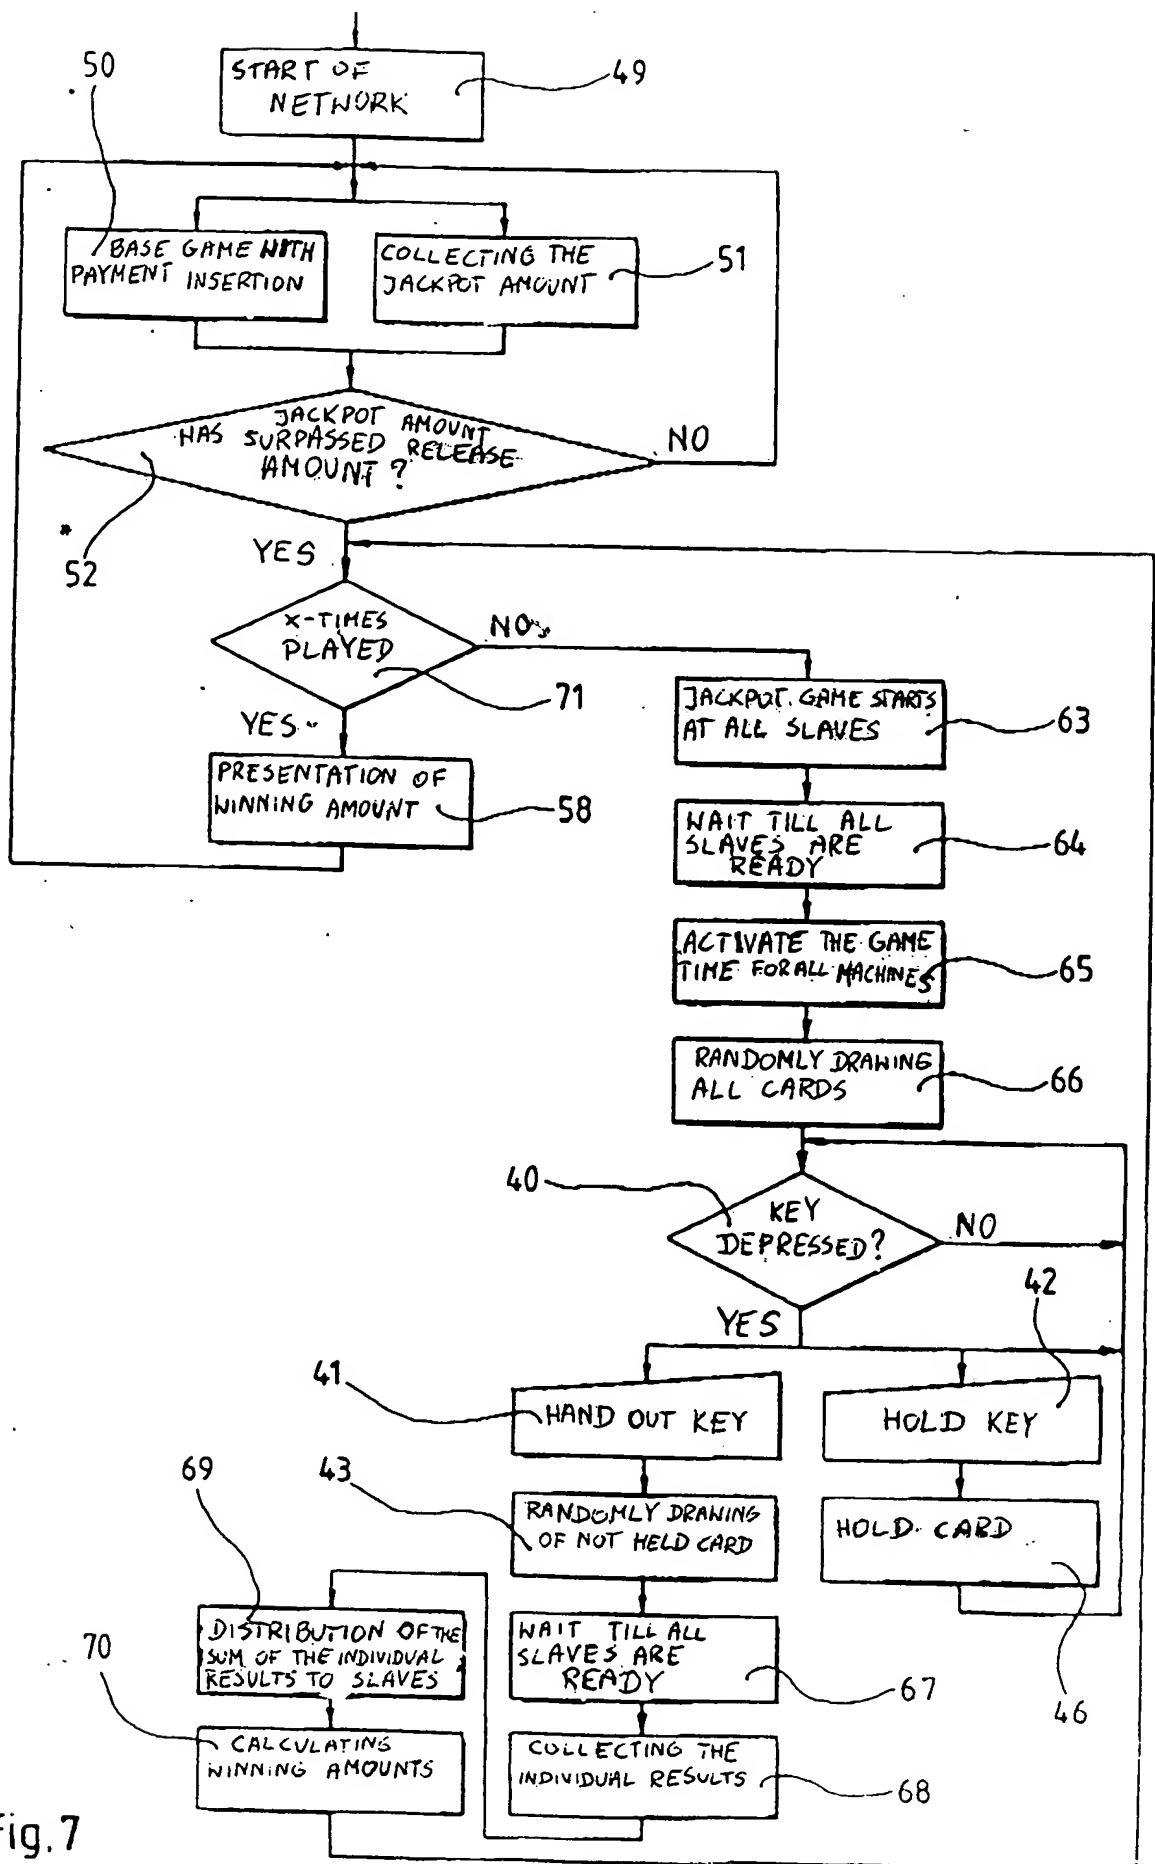 50
START OF
NETWORK
49
BASE GAME WITH
PAYMENT INSERTION
COLLECTING THE
JACKPOT AMOUNT
51
HAS JACKPOT AMOUNT
SURPASSED RELEASE
AMOUNT?
NO
52
YES
X-TIMES
PLAYED
NO
71
YES
JACKPOT GAME STARTS
AT ALL SLAVES
63
PRESENTATION OF
WINNING AMOUNT
58
WAIT TILL ALL
SLAVES ARE
READY
64
ACTIVATE THE GAME
TIME FOR ALL MACHINES
65
RANDOMLY DRAWING
ALL CARDS
66
40
KEY
DEPRESSED?
NO
42
YES
41
HAND OUT KEY
HOLD KEY
69
43
RANDOMLY DRAWING
OF NOT HELD CARD
HOLD CARD
46
DISTRIBUTION OF THE
SUM OF THE INDIVIDUAL
RESULTS TO SLAVES
WAIT TILL ALL
SLAVES ARE
READY
67
70
CALCULATING
WINNING AMOUNTS
COLLECTING THE
INDIVIDUAL RESULTS
68
Fig.7